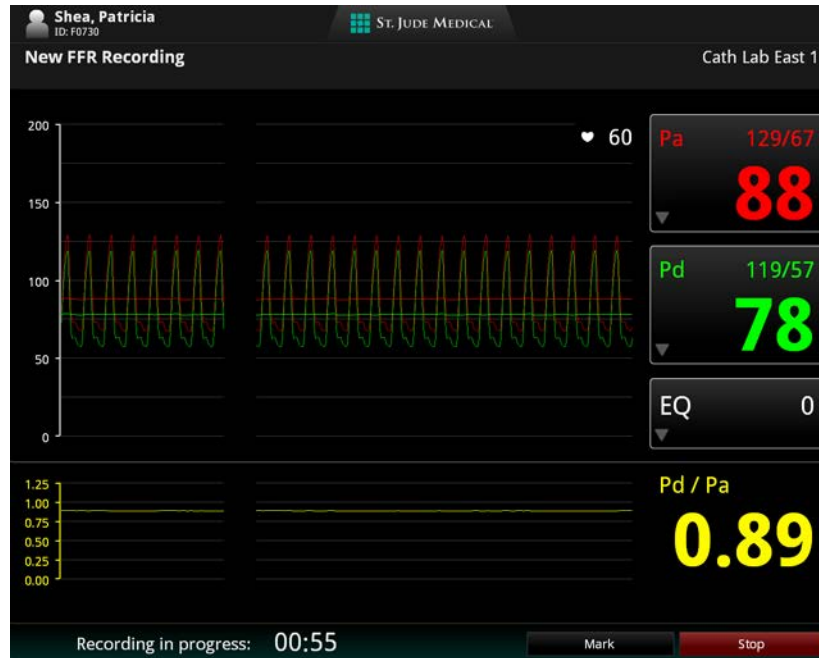 Shea, Patricia
ID: F0730
ST. JUDE MEDICAL
New FFR Recording
Cath Lab East 1
200
150
100
50
0
60
Pa 129/67
88
Pd 119/57
78
EQ 0
1.25
1.00
0.75
0.50
0.25
0.00
Pd / Pa
0.89
Recording in progress: 00:55
Mark
Stop